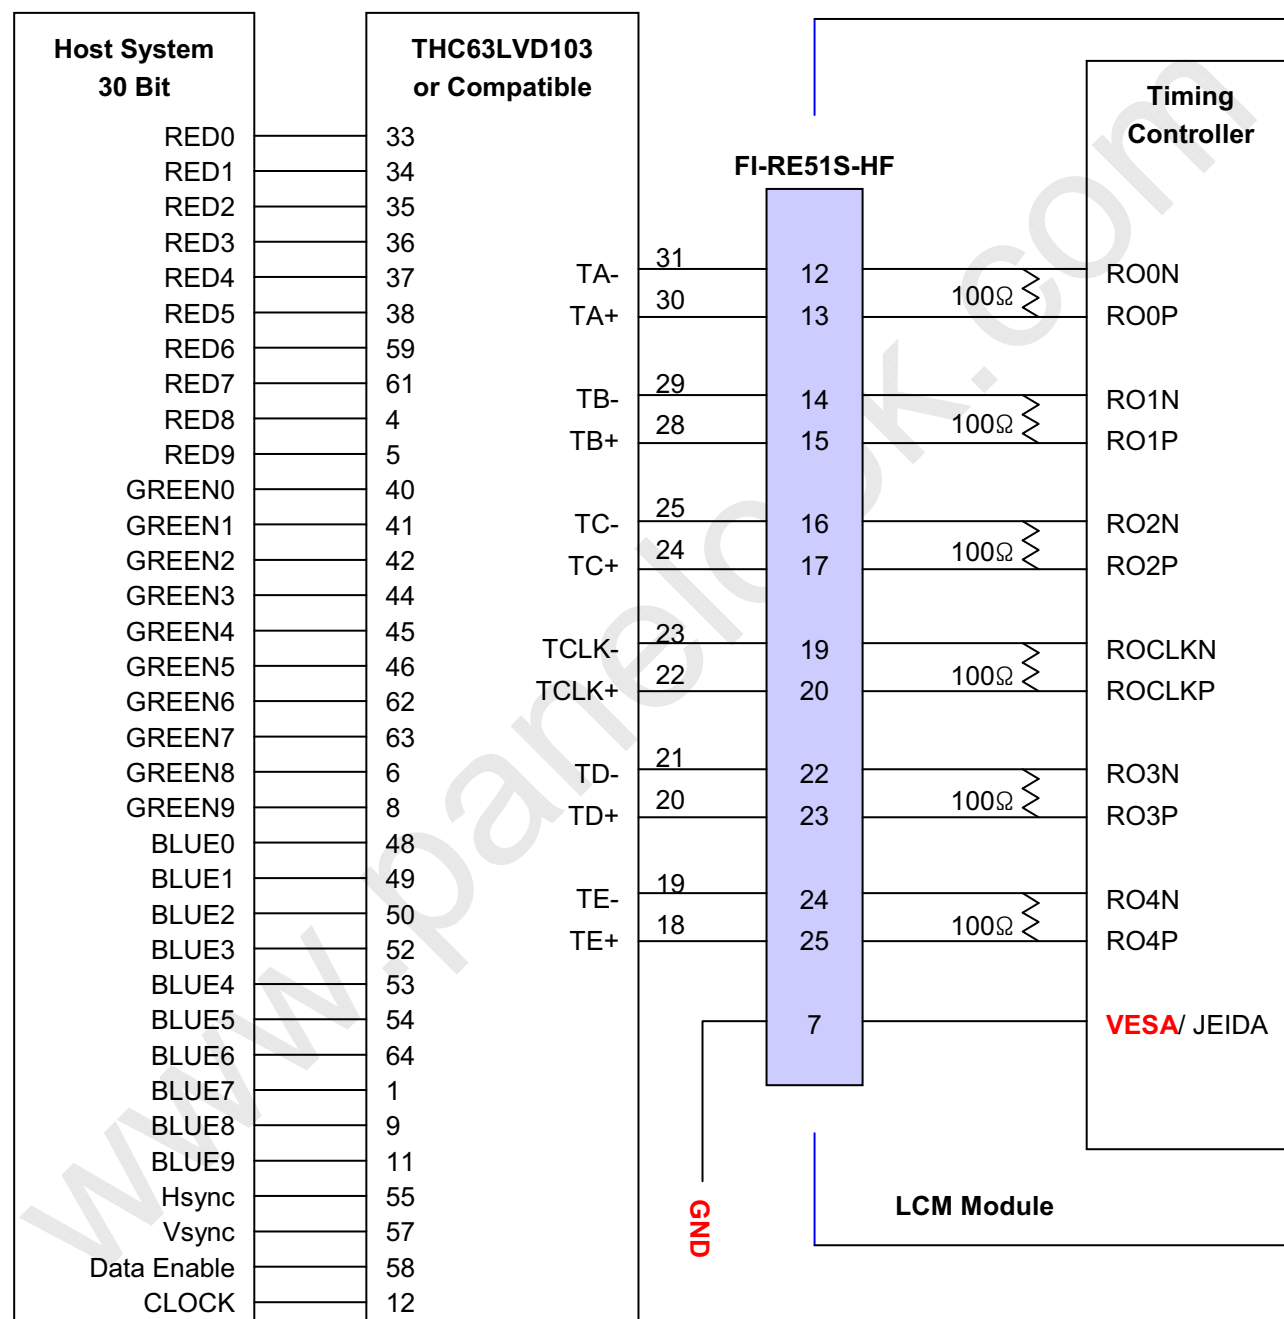 Host System
30 Bit
THC63LVD103
or Compatible
Timing
Controller
FI-RE51S-HF
RED0 33
RED1 34
RED2 35
RED3 36
RED4 37
RED5 38
RED6 59
RED7 61
RED8 4
RED9 5
GREEN0 40
GREEN1 41
GREEN2 42
GREEN3 44
GREEN4 45
GREEN5 46
GREEN6 62
GREEN7 63
GREEN8 6
GREEN9 8
BLUE0 48
BLUE1 49
BLUE2 50
BLUE3 52
BLUE4 53
BLUE5 54
BLUE6 64
BLUE7 1
BLUE8 9
BLUE9 11
Hsync 55
Vsync 57
Data Enable 58
CLOCK 12
TA- 31 12 RO0N
100Ω
TA+ 30 13 RO0P
TB- 29 14 RO1N
100Ω
TB+ 28 15 RO1P
TC- 25 16 RO2N
100Ω
TC+ 24 17 RO2P
TCLK- 23 19 ROCLKN
100Ω
TCLK+ 22 20 ROCLKP
TD- 21 22 RO3N
100Ω
TD+ 20 23 RO3P
TE- 19 24 RO4N
100Ω
TE+ 18 25 RO4P
7 VESA/ JEIDA
GND
LCM Module
www.panelook.com